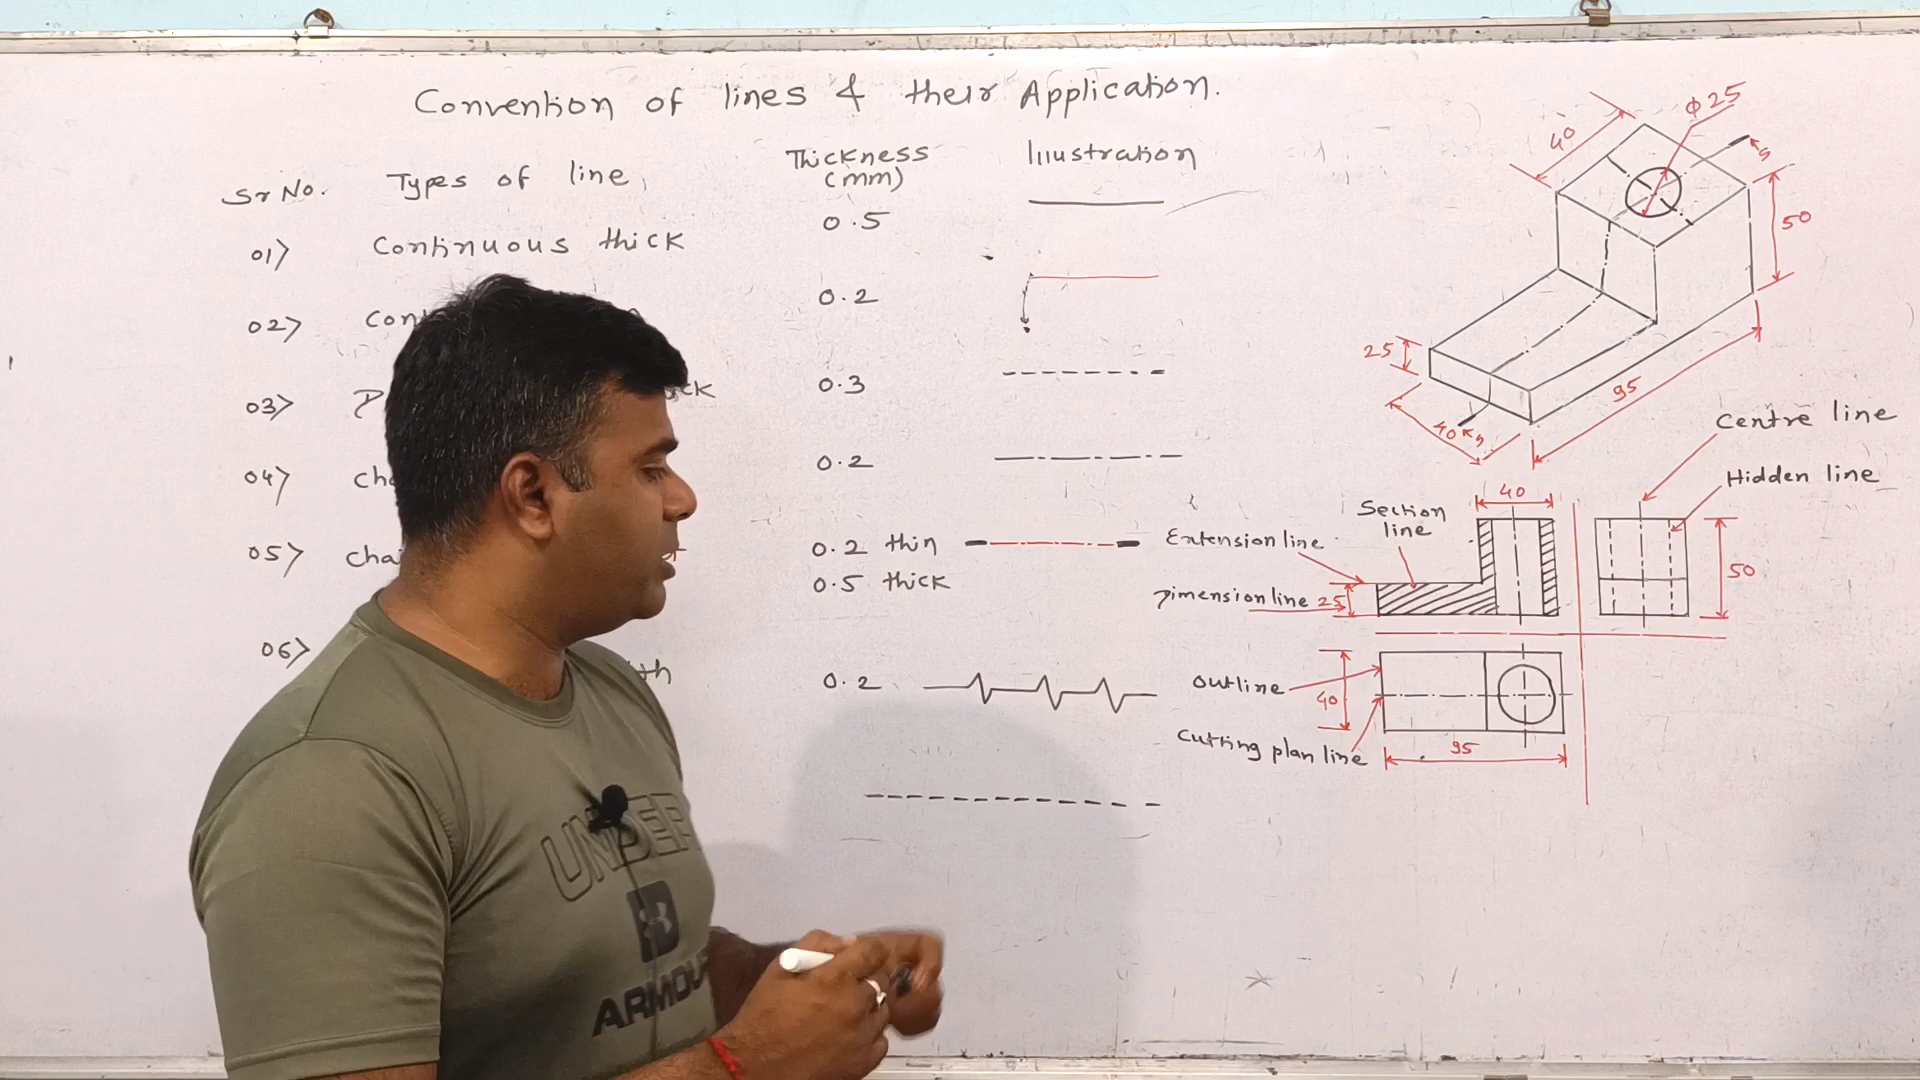 Convention of lines & their Application.
Sr No. Types of line Thickness (mm) Illustration
01> Continuous thick 0.5
02> 0.2
03> 0.3
04> 0.2
05> 0.2 thin
0.5 thick
06> 0.2
40
Φ25
50
25
95
40
Centre line
Hidden line
40
Section
line
Extension line
Dimension line 25
50
Outline
40
Cutting plan line
95
UNDER
ARMOUR